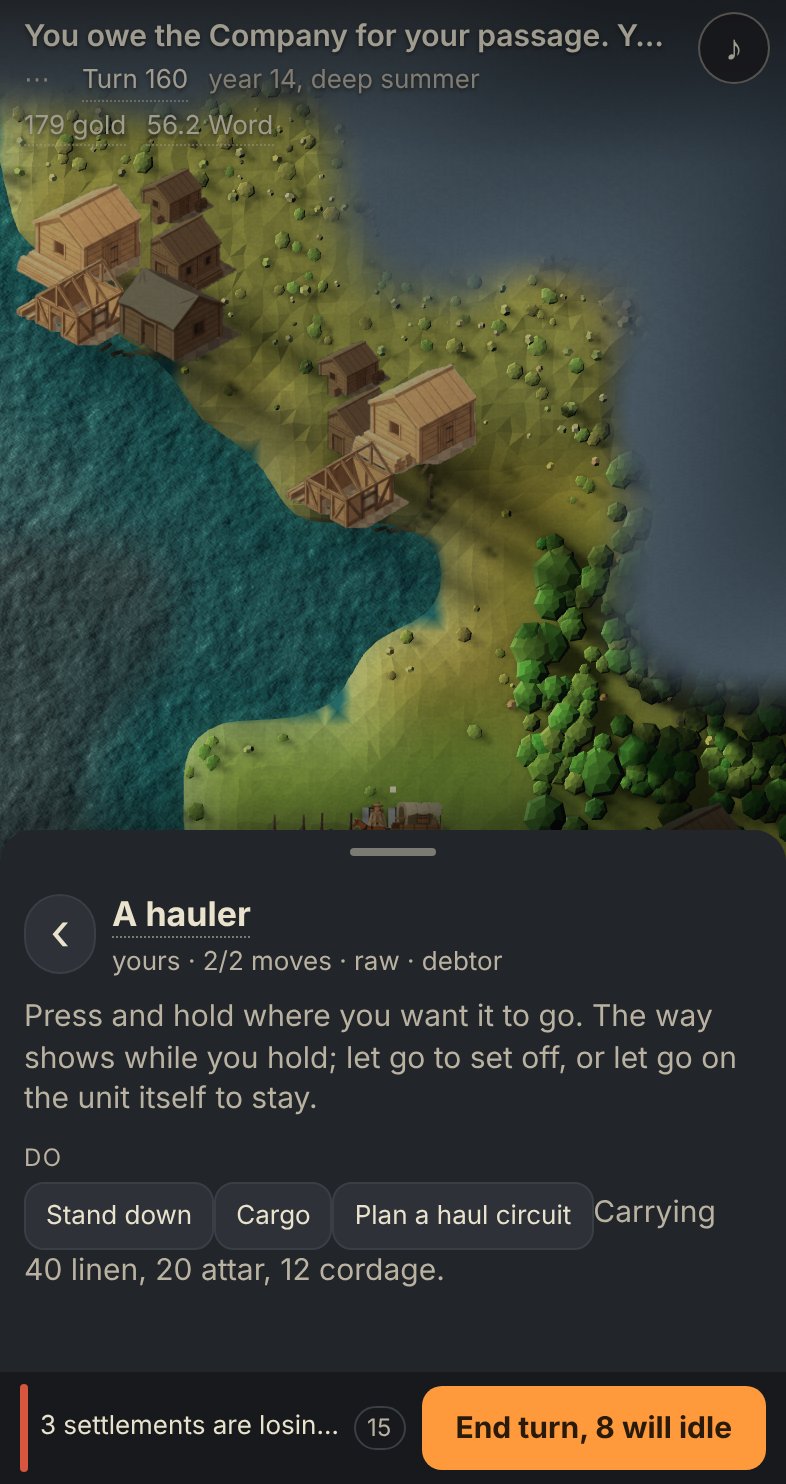 You owe the Company for your passage. Y...
... Turn 160 year 14, deep summer
179 gold 56.2 Word
♪
A hauler
yours · 2/2 moves · raw · debtor
Press and hold where you want it to go. The way
shows while you hold; let go to set off, or let go on
the unit itself to stay.
DO
Stand down Cargo Plan a haul circuit Carrying
40 linen, 20 attar, 12 cordage.
3 settlements are losin... 15 End turn, 8 will idle